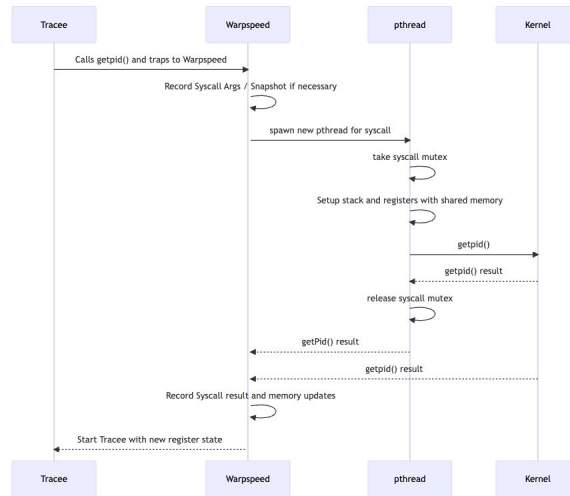 Tracee
Warpspeed
pthread
Kernel
Calls getpid() and traps to Warpspeed
Record Syscall Args / Snapshot if necessary
spawn new pthread for syscall
take syscall mutex
Setup stack and registers with shared memory
getpid()
getpid() result
release syscall mutex
getPid() result
getpid() result
Record Syscall result and memory updates
Start Tracee with new register state
Tracee
Warpspeed
pthread
Kernel